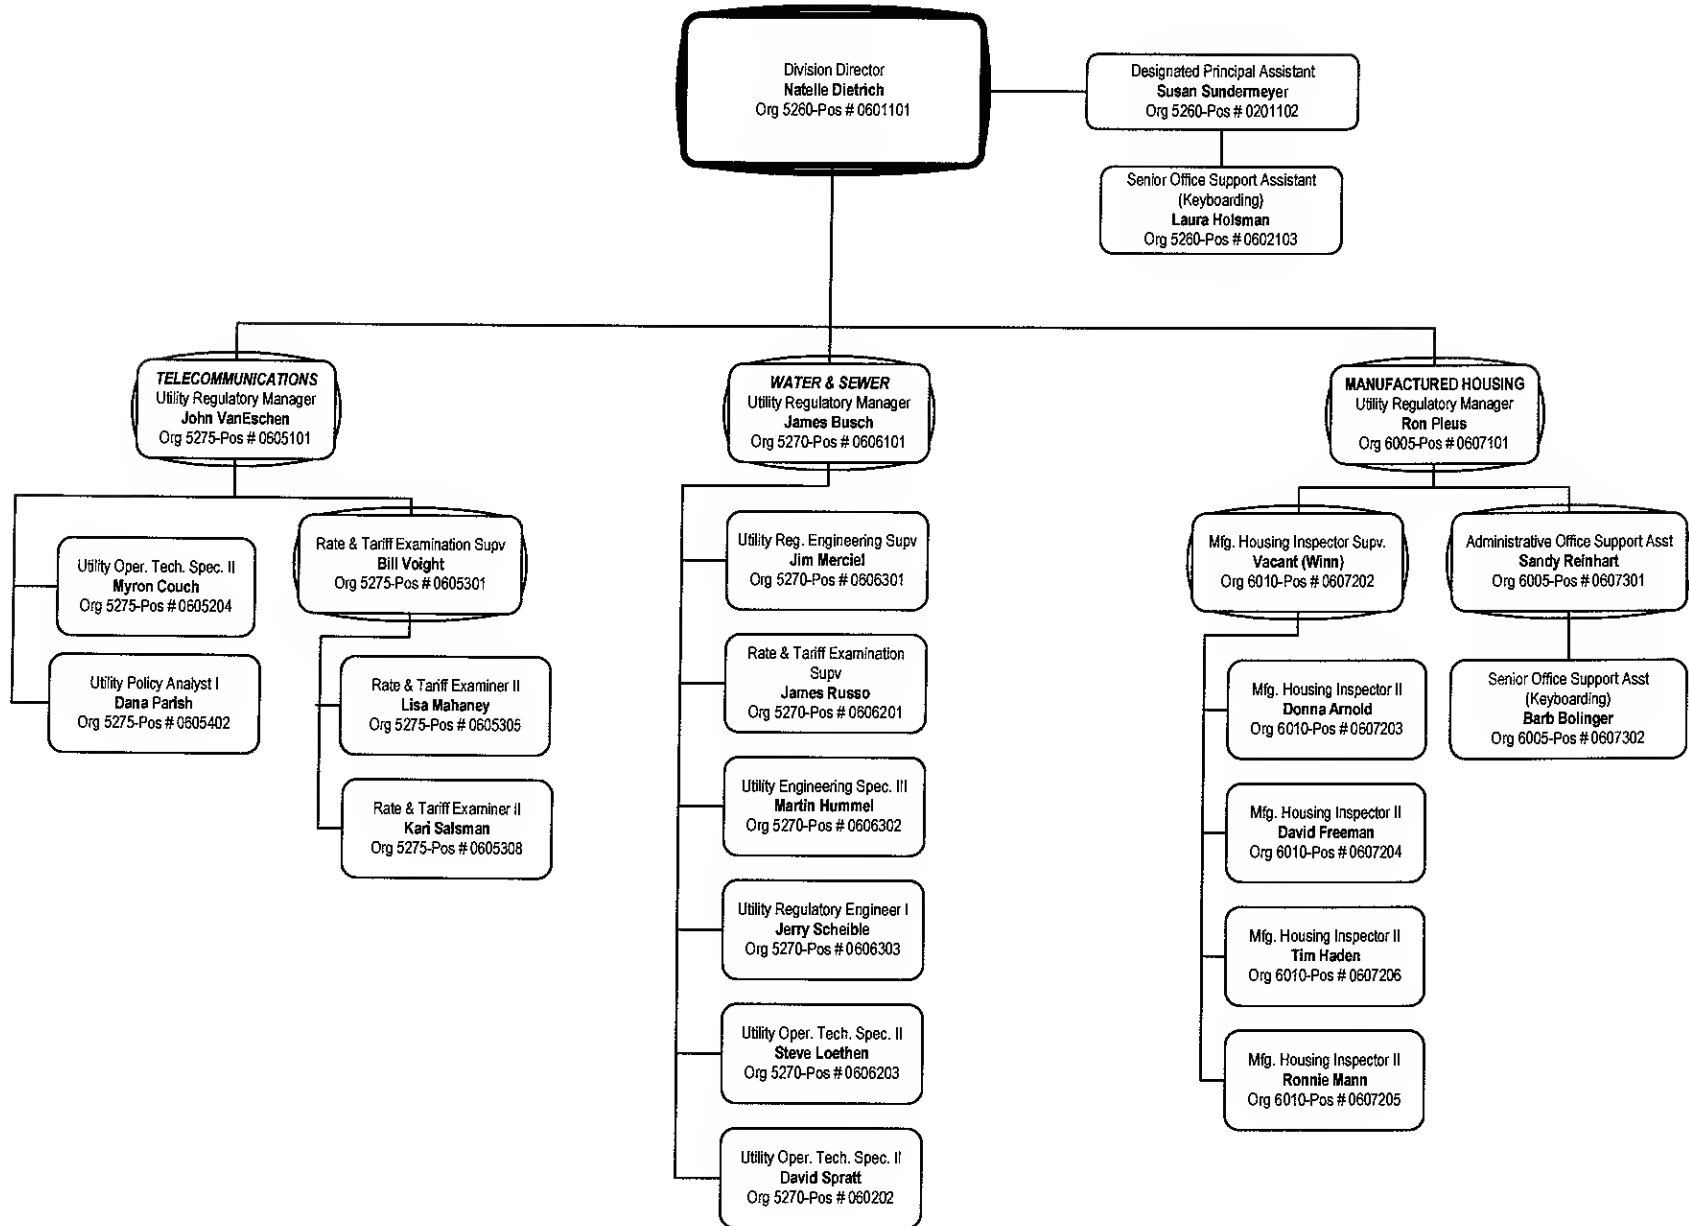 Division Director
Natelle Dietrich
Org 5260-Pos # 0601101
Designated Principal Assistant
Susan Sundermeyer
Org 5260-Pos # 0201102
Senior Office Support Assistant
(Keyboarding)
Laura Holsman
Org 5260-Pos # 0602103
TELECOMMUNICATIONS
Utility Regulatory Manager
John VanEschen
Org 5275-Pos # 0605101
Utility Oper. Tech. Spec. II
Myron Couch
Org 5275-Pos # 0605204
Utility Policy Analyst I
Dana Parish
Org 5275-Pos # 0605402
Rate & Tariff Examination Supv
Bill Voight
Org 5275-Pos # 0605301
Rate & Tariff Examiner II
Lisa Mahaney
Org 5275-Pos # 0605305
Rate & Tariff Examiner II
Kari Salsman
Org 5275-Pos # 0605308
WATER & SEWER
Utility Regulatory Manager
James Busch
Org 5270-Pos # 0606101
Utility Reg. Engineering Supv
Jim Merciel
Org 5270-Pos # 0606301
Rate & Tariff Examination
Supv
James Russo
Org 5270-Pos # 0606201
Utility Engineering Spec. III
Martin Hummel
Org 5270-Pos # 0606302
Utility Regulatory Engineer I
Jerry Scheible
Org 5270-Pos # 0606303
Utility Oper. Tech. Spec. II
Steve Loethen
Org 5270-Pos # 0606203
Utility Oper. Tech. Spec. II
David Spratt
Org 5270-Pos # 060202
MANUFACTURED HOUSING
Utility Regulatory Manager
Ron Pleus
Org 6005-Pos # 0607101
Mfg. Housing Inspector Supv.
Vacant (Winn)
Org 6010-Pos # 0607202
Mfg. Housing Inspector II
Donna Arnold
Org 6010-Pos # 0607203
Mfg. Housing Inspector II
David Freeman
Org 6010-Pos # 0607204
Mfg. Housing Inspector II
Tim Haden
Org 6010-Pos # 0607206
Mfg. Housing Inspector II
Ronnie Mann
Org 6010-Pos # 0607205
Administrative Office Support Asst
Sandy Reinhart
Org 6005-Pos # 0607301
Senior Office Support Asst
(Keyboarding)
Barb Bolinger
Org 6005-Pos # 0607302